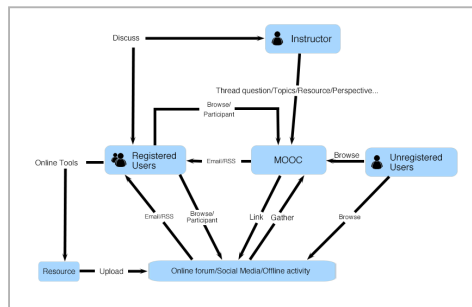 Instructor
Discuss
Thread question/Topics/Resource/Perspective...
Browse/
Participant
Online Tools
Registered
Users
Email/RSS
MOOC
Browse
Unregistered
Users
Email/RSS
Browse/
Participant
Link
Gather
Browse
Resource
Upload
Online forum/Social Media/Offline activity